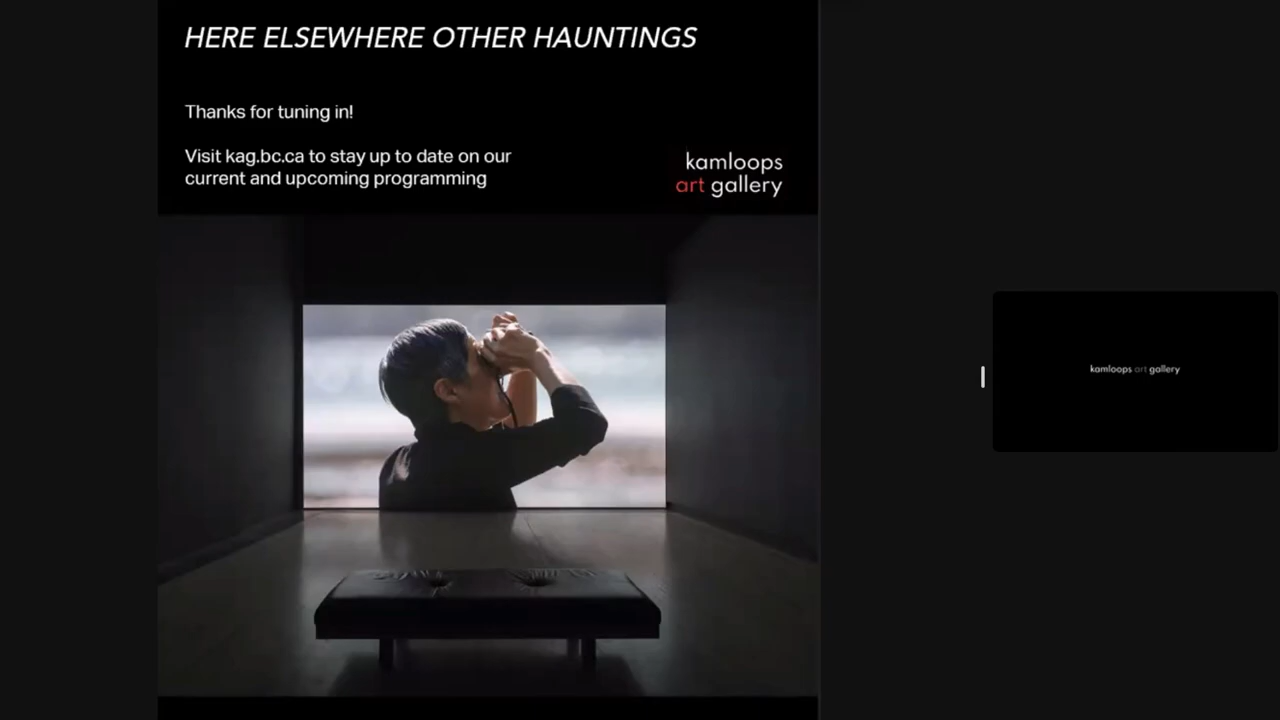 HERE ELSEWHERE OTHER HAUNTINGS
Thanks for tuning in!
Visit kag.bc.ca to stay up to date on our
current and upcoming programming
kamloops
art gallery
kamloops art gallery